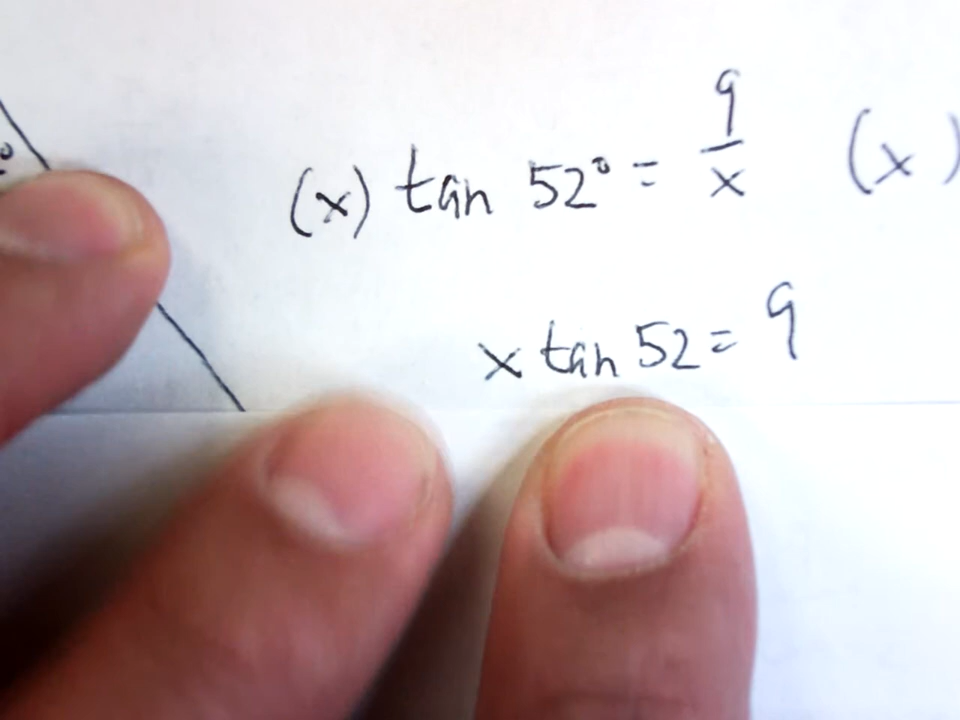 °
(x) tan 52° = 9/x (x)
x tan 52 = 9